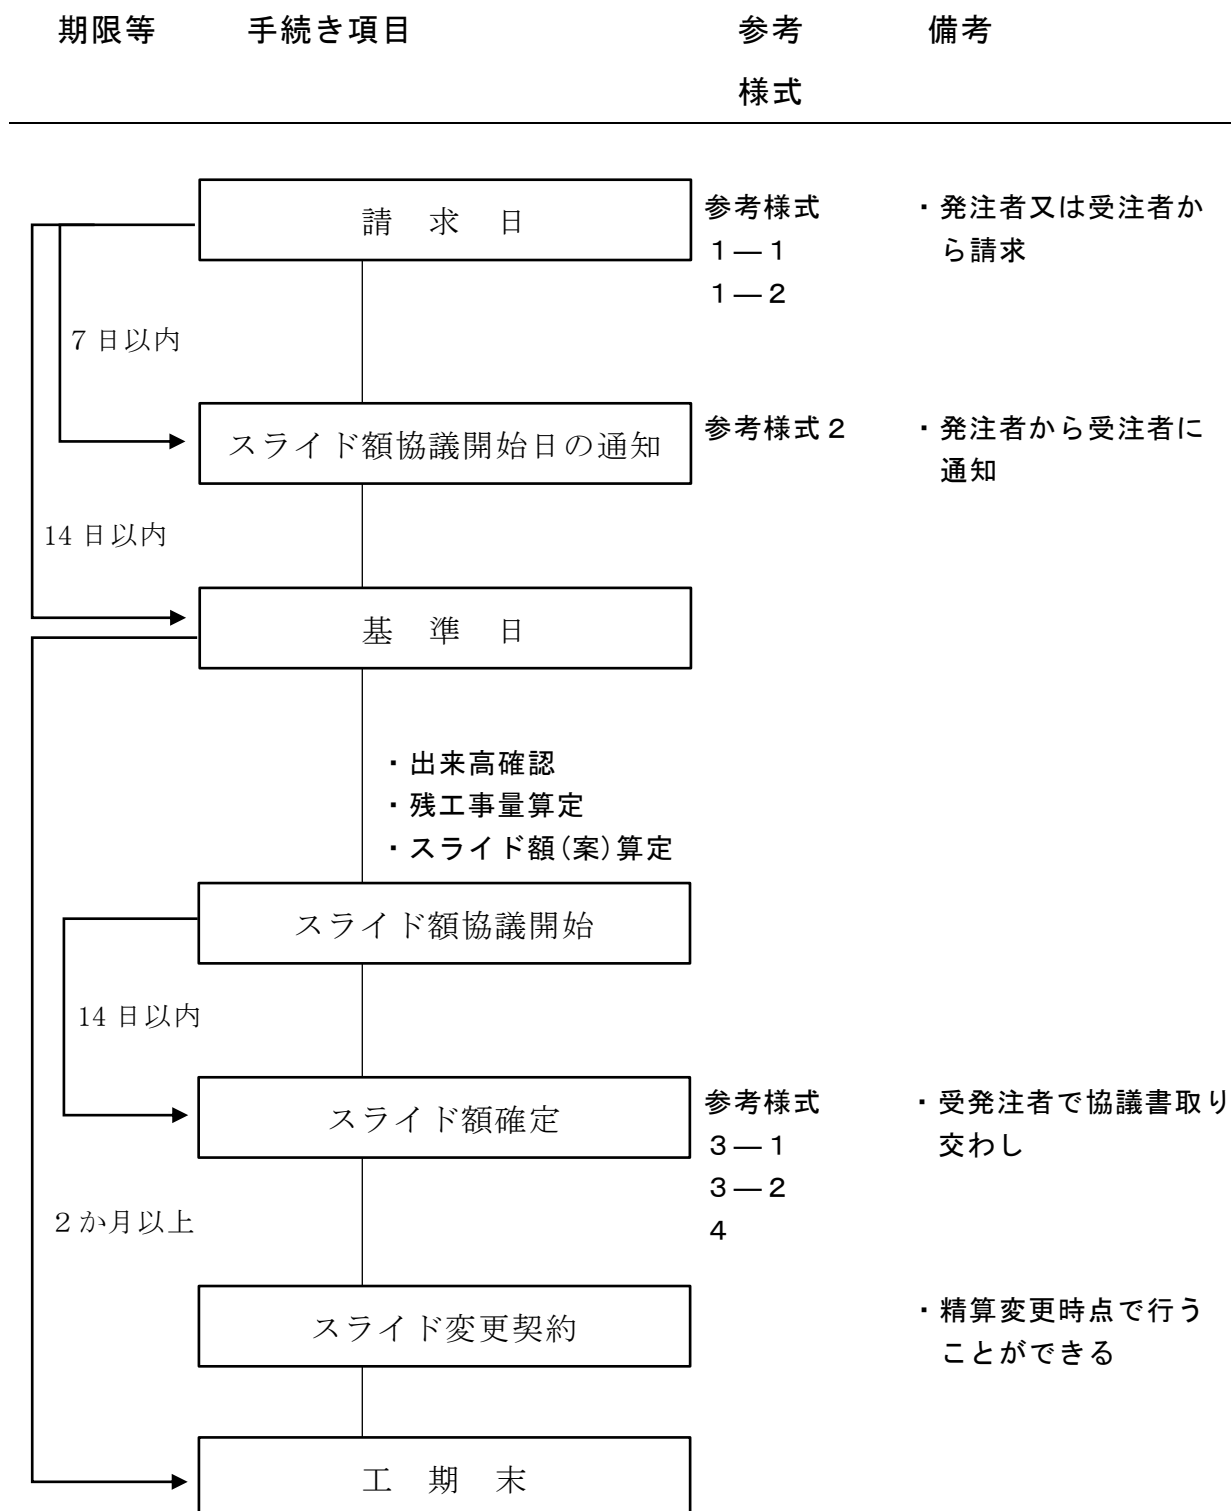 期限等 手続き項目 参考 備考
様式
請 求 日 参考様式 ・発注者又は受注者か
1―1 ら請求
1―2
7日以内
スライド額協議開始日の通知 参考様式2 ・発注者から受注者に
通知
14日以内
基 準 日
・出来高確認
・残工事量算定
・スライド額(案)算定
スライド額協議開始
14日以内
スライド額確定 参考様式 ・受発注者で協議書取り
3―1 交わし
3―2
2か月以上 4
スライド変更契約 ・精算変更時点で行う
ことができる
工 期 末